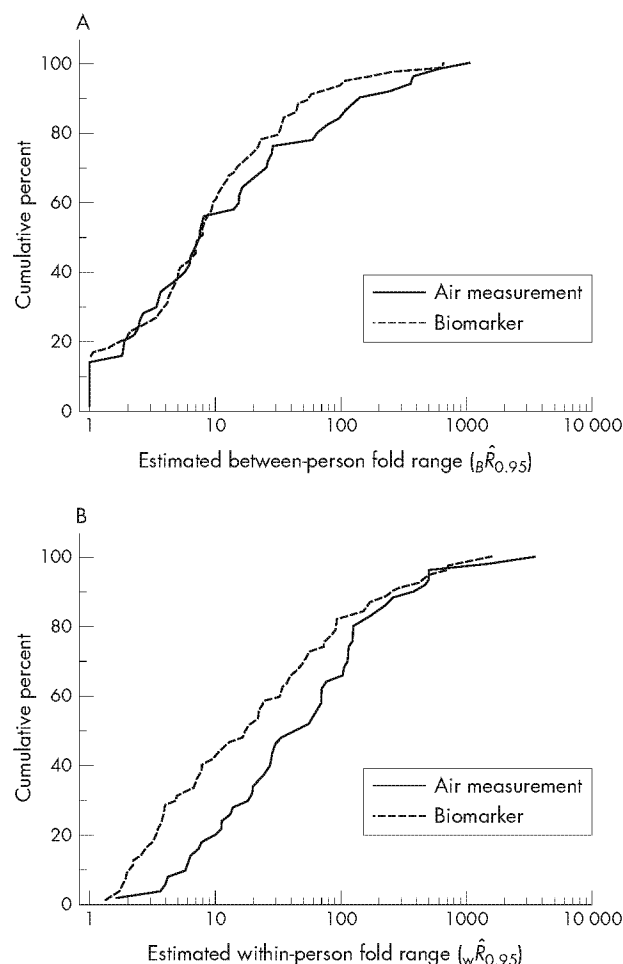 A
100
80
60
40
20
0
Cumulative percent
Air measurement
Biomarker
1
10
100
1000
10 000
Estimated between-person fold range (BR̂0.95)
B
100
80
60
40
20
0
Cumulative percent
Air measurement
Biomarker
1
10
100
1000
10 000
Estimated within-person fold range (wR̂0.95)